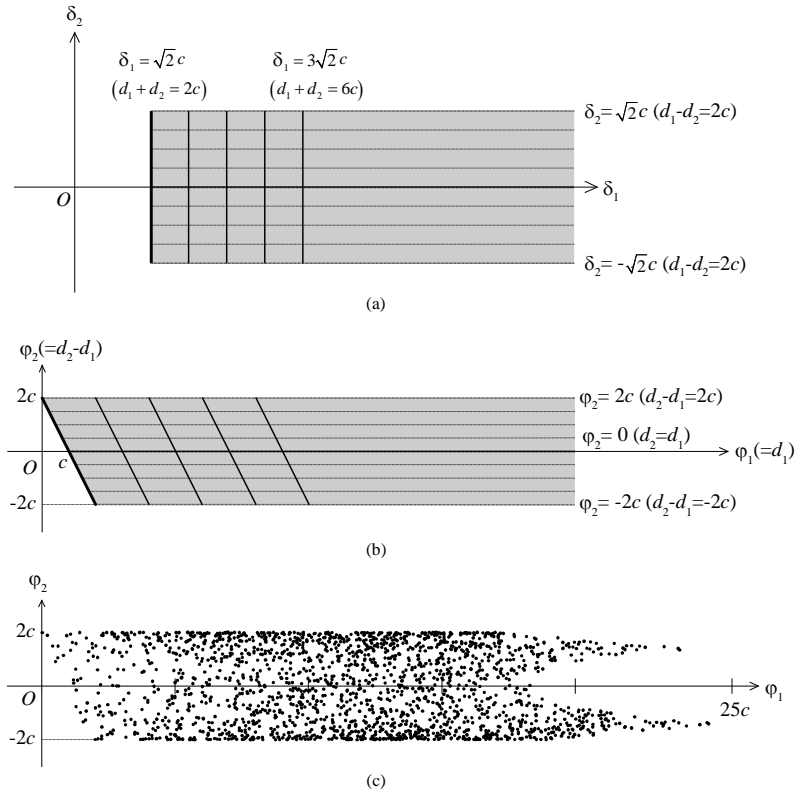 δ₂
δ₁ = √2 c
(d₁ + d₂ = 2c)
δ₁ = 3√2 c
(d₁ + d₂ = 6c)
δ₂= √2 c (d₁-d₂=2c)
O
δ₁
δ₂= -√2 c (d₁-d₂=2c)
(a)
φ₂(=d₂-d₁)
2c
φ₂= 2c (d₂-d₁=2c)
φ₂= 0 (d₂=d₁)
O
c
φ₁(=d₁)
-2c
φ₂= -2c (d₂-d₁=-2c)
(b)
φ₂
2c
O
φ₁
25c
-2c
(c)